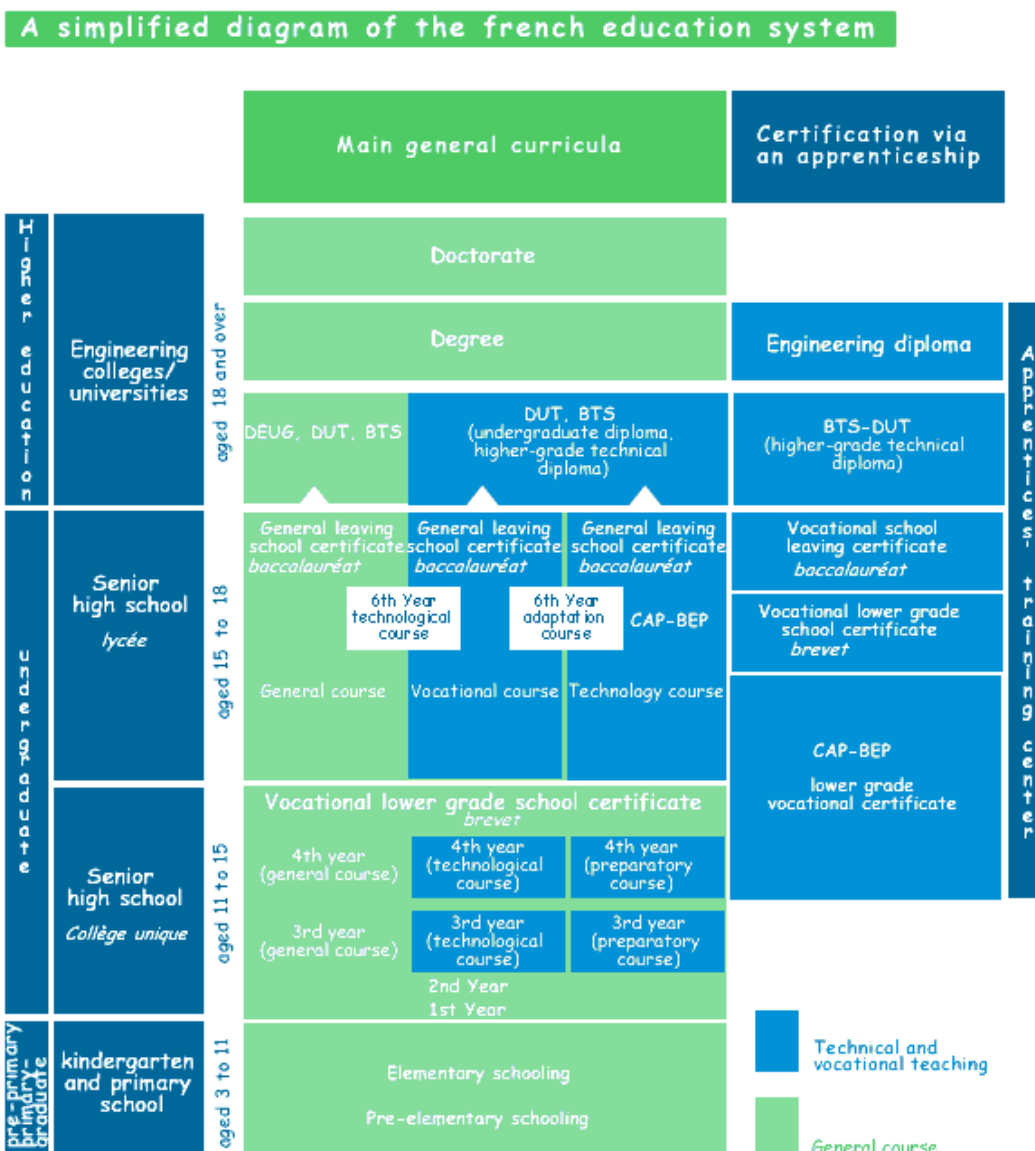 A simplified diagram of the french education system
Main general curricula
Certification via
an apprenticeship
Higher education
Engineering
colleges/
universities
aged 18 and over
Doctorate
Degree
Engineering diploma
DEUG, DUT, BTS
DUT, BTS
(undergraduate diploma,
higher-grade technical
diploma)
BTS-DUT
(higher-grade technical
diploma)
Apprentices' training center
undergraduate
Senior
high school
lycée
aged 15 to 18
General leaving
school certificate
baccalauréat
General leaving
school certificate
baccalauréat
General leaving
school certificate
baccalauréat
6th Year
technological
course
6th Year
adaptation
course
CAP-BEP
General course
Vocational course
Technology course
Vocational school
leaving certificate
baccalauréat
Vocational lower grade
school certificate
brevet
CAP-BEP
lower grade
vocational certificate
Senior
high school
Collège unique
aged 11 to 15
Vocational lower grade school certificate
brevet
4th year
(general course)
4th year
(technological
course)
4th year
(preparatory
course)
3rd year
(general course)
3rd year
(technological
course)
3rd year
(preparatory
course)
2nd Year
1st Year
pre-primary
primary-
graduate
kindergarten
and primary
school
aged 3 to 11
Elementary schooling
Pre-elementary schooling
Technical and
vocational teaching
General course